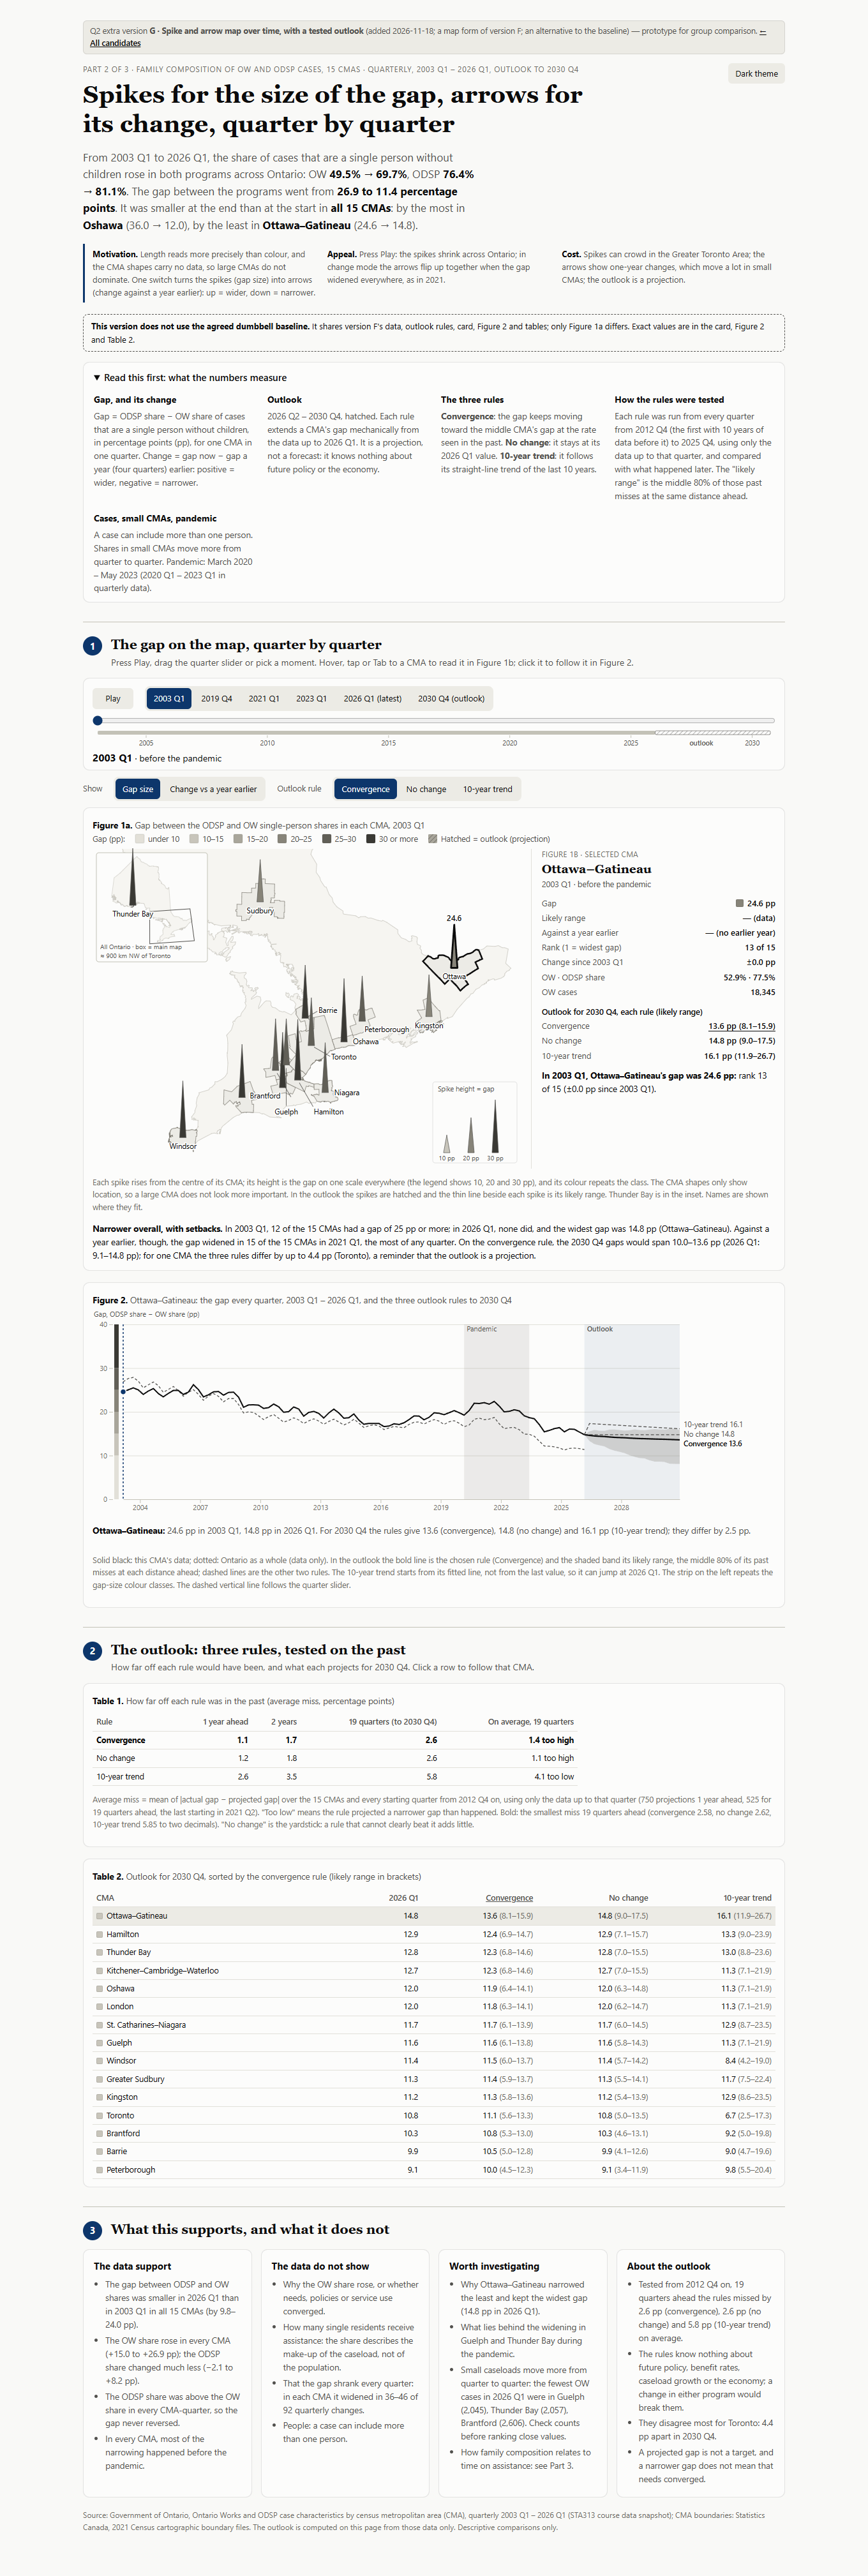 Q2 extra version G · Spike and arrow map over time, with a tested outlook (added 2026-11-18; a map form of version F; an alternative to the baseline) — prototype for group comparison. ←
All candidates
PART 2 OF 3 · FAMILY COMPOSITION OF OW AND ODSP CASES, 15 CMAS · QUARTERLY, 2003 Q1 – 2026 Q1, OUTLOOK TO 2030 Q4
Dark theme
Spikes for the size of the gap, arrows for
its change, quarter by quarter
From 2003 Q1 to 2026 Q1, the share of cases that are a single person without
children rose in both programs across Ontario: OW 49.5% → 69.7%, ODSP 76.4%
→ 81.1%. The gap between the programs went from 26.9 to 11.4 percentage
points. It was smaller at the end than at the start in all 15 CMAs: by the most in
Oshawa (36.0 → 12.0), by the least in Ottawa–Gatineau (24.6 → 14.8).
Motivation. Length reads more precisely than colour, and
the CMA shapes carry no data, so large CMAs do not
dominate. One switch turns the spikes (gap size) into arrows
(change against a year earlier): up = wider, down = narrower.
Appeal. Press Play: the spikes shrink across Ontario; in
change mode the arrows flip up together when the gap
widened everywhere, as in 2021.
Cost. Spikes can crowd in the Greater Toronto Area; the
arrows show one-year changes, which move a lot in small
CMAs; the outlook is a projection.
This version does not use the agreed dumbbell baseline. It shares version F's data, outlook rules, card, Figure 2 and tables; only Figure 1a differs. Exact values are in the card, Figure 2
and Table 2.
▼ Read this first: what the numbers measure
Gap, and its change
Gap = ODSP share − OW share of cases
that are a single person without children,
in percentage points (pp), for one CMA in
one quarter. Change = gap now − gap a
year (four quarters) earlier: positive =
wider, negative = narrower.
Outlook
2026 Q2 – 2030 Q4, hatched. Each rule
extends a CMA's gap mechanically from
the data up to 2026 Q1. It is a projection,
not a forecast: it knows nothing about
future policy or the economy.
The three rules
Convergence: the gap keeps moving
toward the middle CMA's gap at the rate
seen in the past. No change: it stays at its
2026 Q1 value. 10-year trend: it follows
its straight-line trend of the last 10 years.
How the rules were tested
Each rule was run from every quarter
from 2012 Q4 (the first with 10 years of
data before it) to 2025 Q4, using only the
data up to that quarter, and compared
with what happened later. The "likely
range" is the middle 80% of those past
misses at the same distance ahead.
Cases, small CMAs, pandemic
A case can include more than one person.
Shares in small CMAs move more from
quarter to quarter. Pandemic: March 2020
– May 2023 (2020 Q1 – 2023 Q1 in
quarterly data).
1 The gap on the map, quarter by quarter
Press Play, drag the quarter slider or pick a moment. Hover, tap or Tab to a CMA to read it in Figure 1b; click it to follow it in Figure 2.
Play 2003 Q1 2019 Q4 2021 Q1 2023 Q1 2026 Q1 (latest) 2030 Q4 (outlook)
2005 2010 2015 2020 2025 outlook 2030
2003 Q1 · before the pandemic
Show Gap size Change vs a year earlier Outlook rule Convergence No change 10-year trend
Figure 1a. Gap between the ODSP and OW single-person shares in each CMA, 2003 Q1
Gap (pp): under 10 10–15 15–20 20–25 25–30 30 or more Hatched = outlook (projection)
Thunder Bay
All Ontario · box = main map
≈ 900 km NW of Toronto
Sudbury
24.6
Ottawa
Barrie
Peterborough
Kingston
Oshawa
Toronto
Brantford
Niagara
Guelph
Hamilton
Windsor
Spike height = gap
10 pp 20 pp 30 pp
FIGURE 1B · SELECTED CMA
Ottawa–Gatineau
2003 Q1 · before the pandemic
Gap 24.6 pp
Likely range — (data)
Against a year earlier — (no earlier year)
Rank (1 = widest gap) 13 of 15
Change since 2003 Q1 ±0.0 pp
OW · ODSP share 52.9% · 77.5%
OW cases 18,345
Outlook for 2030 Q4, each rule (likely range)
Convergence 13.6 pp (8.1–15.9)
No change 14.8 pp (9.0–17.5)
10-year trend 16.1 pp (11.9–26.7)
In 2003 Q1, Ottawa–Gatineau's gap was 24.6 pp: rank 13
of 15 (±0.0 pp since 2003 Q1).
Each spike rises from the centre of its CMA; its height is the gap on one scale everywhere (the legend shows 10, 20 and 30 pp), and its colour repeats the class. The CMA shapes only show
location, so a large CMA does not look more important. In the outlook the spikes are hatched and the thin line beside each spike is its likely range. Thunder Bay is in the inset. Names are shown
where they fit.
Narrower overall, with setbacks. In 2003 Q1, 12 of the 15 CMAs had a gap of 25 pp or more; in 2026 Q1, none did, and the widest gap was 14.8 pp (Ottawa–Gatineau). Against a
year earlier, though, the gap widened in 15 of the 15 CMAs in 2021 Q1, the most of any quarter. On the convergence rule, the 2030 Q4 gaps would span 10.0–13.6 pp (2026 Q1:
9.1–14.8 pp); for one CMA the three rules differ by up to 4.4 pp (Toronto), a reminder that the outlook is a projection.
Figure 2. Ottawa–Gatineau: the gap every quarter, 2003 Q1 – 2026 Q1, and the three outlook rules to 2030 Q4
Gap, ODSP share − OW share (pp)
40
30
20
10
0
Pandemic
Outlook
10-year trend 16.1
No change 14.8
Convergence 13.6
2004 2007 2010 2013 2016 2019 2022 2025 2028
Ottawa–Gatineau: 24.6 pp in 2003 Q1, 14.8 pp in 2026 Q1. For 2030 Q4 the rules give 13.6 (convergence), 14.8 (no change) and 16.1 pp (10-year trend); they differ by 2.5 pp.
Solid black: this CMA's data; dotted: Ontario as a whole (data only). In the outlook the bold line is the chosen rule (Convergence) and the shaded band its likely range, the middle 80% of its past
misses at each distance ahead; dashed lines are the other two rules. The 10-year trend starts from its fitted line, not from the last value, so it can jump at 2026 Q1. The strip on the left repeats the
gap-size colour classes. The dashed vertical line follows the quarter slider.
2 The outlook: three rules, tested on the past
How far off each rule would have been, and what each projects for 2030 Q4. Click a row to follow that CMA.
Table 1. How far off each rule was in the past (average miss, percentage points)
Rule 1 year ahead 2 years 19 quarters (to 2030 Q4) On average, 19 quarters
Convergence 1.1 1.7 2.6 1.4 too high
No change 1.2 1.8 2.6 1.1 too high
10-year trend 2.6 3.5 5.8 4.1 too low
Average miss = mean of |actual gap − projected gap| over the 15 CMAs and every starting quarter from 2012 Q4 on, using only the data up to that quarter (750 projections 1 year ahead, 525 for
19 quarters ahead, the last starting in 2021 Q2). "Too low" means the rule projected a narrower gap than happened. Bold: the smallest miss 19 quarters ahead (convergence 2.58, no change 2.62,
10-year trend 5.85 to two decimals). "No change" is the yardstick: a rule that cannot clearly beat it adds little.
Table 2. Outlook for 2030 Q4, sorted by the convergence rule (likely range in brackets)
CMA 2026 Q1 Convergence No change 10-year trend
Ottawa–Gatineau 14.8 13.6 (8.1–15.9) 14.8 (9.0–17.5) 16.1 (11.9–26.7)
Hamilton 12.9 12.4 (6.9–14.7) 12.9 (7.1–15.7) 13.3 (9.0–23.9)
Thunder Bay 12.8 12.3 (6.8–14.6) 12.8 (7.0–15.5) 13.0 (8.8–23.6)
Kitchener–Cambridge–Waterloo 12.7 12.3 (6.8–14.6) 12.7 (7.0–15.5) 11.3 (7.1–21.9)
Oshawa 12.0 11.9 (6.4–14.1) 12.0 (6.3–14.8) 11.3 (7.1–21.9)
London 12.0 11.8 (6.3–14.1) 12.0 (6.2–14.7) 11.3 (7.1–21.9)
St. Catharines–Niagara 11.7 11.7 (6.1–13.9) 11.7 (6.0–14.5) 12.9 (8.7–23.5)
Guelph 11.6 11.6 (6.1–13.8) 11.6 (5.8–14.3) 11.3 (7.1–21.9)
Windsor 11.4 11.5 (6.0–13.7) 11.4 (5.7–14.2) 8.4 (4.2–19.0)
Greater Sudbury 11.3 11.4 (5.9–13.7) 11.3 (5.5–14.1) 11.7 (7.5–22.4)
Kingston 11.2 11.3 (5.8–13.6) 11.2 (5.4–13.9) 12.9 (8.6–23.5)
Toronto 10.8 11.1 (5.6–13.3) 10.8 (5.0–13.5) 6.7 (2.5–17.3)
Brantford 10.3 10.8 (5.3–13.0) 10.3 (4.6–13.1) 9.2 (5.0–19.8)
Barrie 9.9 10.5 (5.0–12.8) 9.9 (4.1–12.6) 9.0 (4.7–19.6)
Peterborough 9.1 10.0 (4.5–12.3) 9.1 (3.4–11.9) 9.8 (5.5–20.4)
3 What this supports, and what it does not
The data support
• The gap between ODSP and OW
shares was smaller in 2026 Q1 than
in 2003 Q1 in all 15 CMAs (by 9.8–
24.0 pp).
• The OW share rose in every CMA
(+15.0 to +26.9 pp); the ODSP
share changed much less (−2.1 to
+8.2 pp).
• The ODSP share was above the OW
share in every CMA-quarter, so the
gap never reversed.
• In every CMA, most of the
narrowing happened before the
pandemic.
The data do not show
• Why the OW share rose, or whether
needs, policies or service use
converged.
• How many single residents receive
assistance: the share describes the
make-up of the caseload, not of
the population.
• That the gap shrank every quarter:
in each CMA it widened in 36–46 of
92 quarterly changes.
• People: a case can include more
than one person.
Worth investigating
• Why Ottawa–Gatineau narrowed
the least and kept the widest gap
(14.8 pp in 2026 Q1).
• What lies behind the widening in
Guelph and Thunder Bay during
the pandemic.
• Small caseloads move more from
quarter to quarter: the fewest OW
cases in 2026 Q1 were in Guelph
(2,045), Thunder Bay (2,057),
Brantford (2,606). Check counts
before ranking close values.
• How family composition relates to
time on assistance: see Part 3.
About the outlook
• Tested from 2012 Q4 on, 19
quarters ahead the rules missed by
2.6 pp (convergence), 2.6 pp (no
change) and 5.8 pp (10-year trend)
on average.
• The rules know nothing about
future policy, benefit rates,
caseload growth or the economy; a
change in either program would
break them.
• They disagree most for Toronto: 4.4
pp apart in 2030 Q4.
• A projected gap is not a target, and
a narrower gap does not mean that
needs converged.
Source: Government of Ontario, Ontario Works and ODSP case characteristics by census metropolitan area (CMA), quarterly 2003 Q1 – 2026 Q1 (STA313 course data snapshot); CMA boundaries: Statistics
Canada, 2021 Census cartographic boundary files. The outlook is computed on this page from those data only. Descriptive comparisons only.